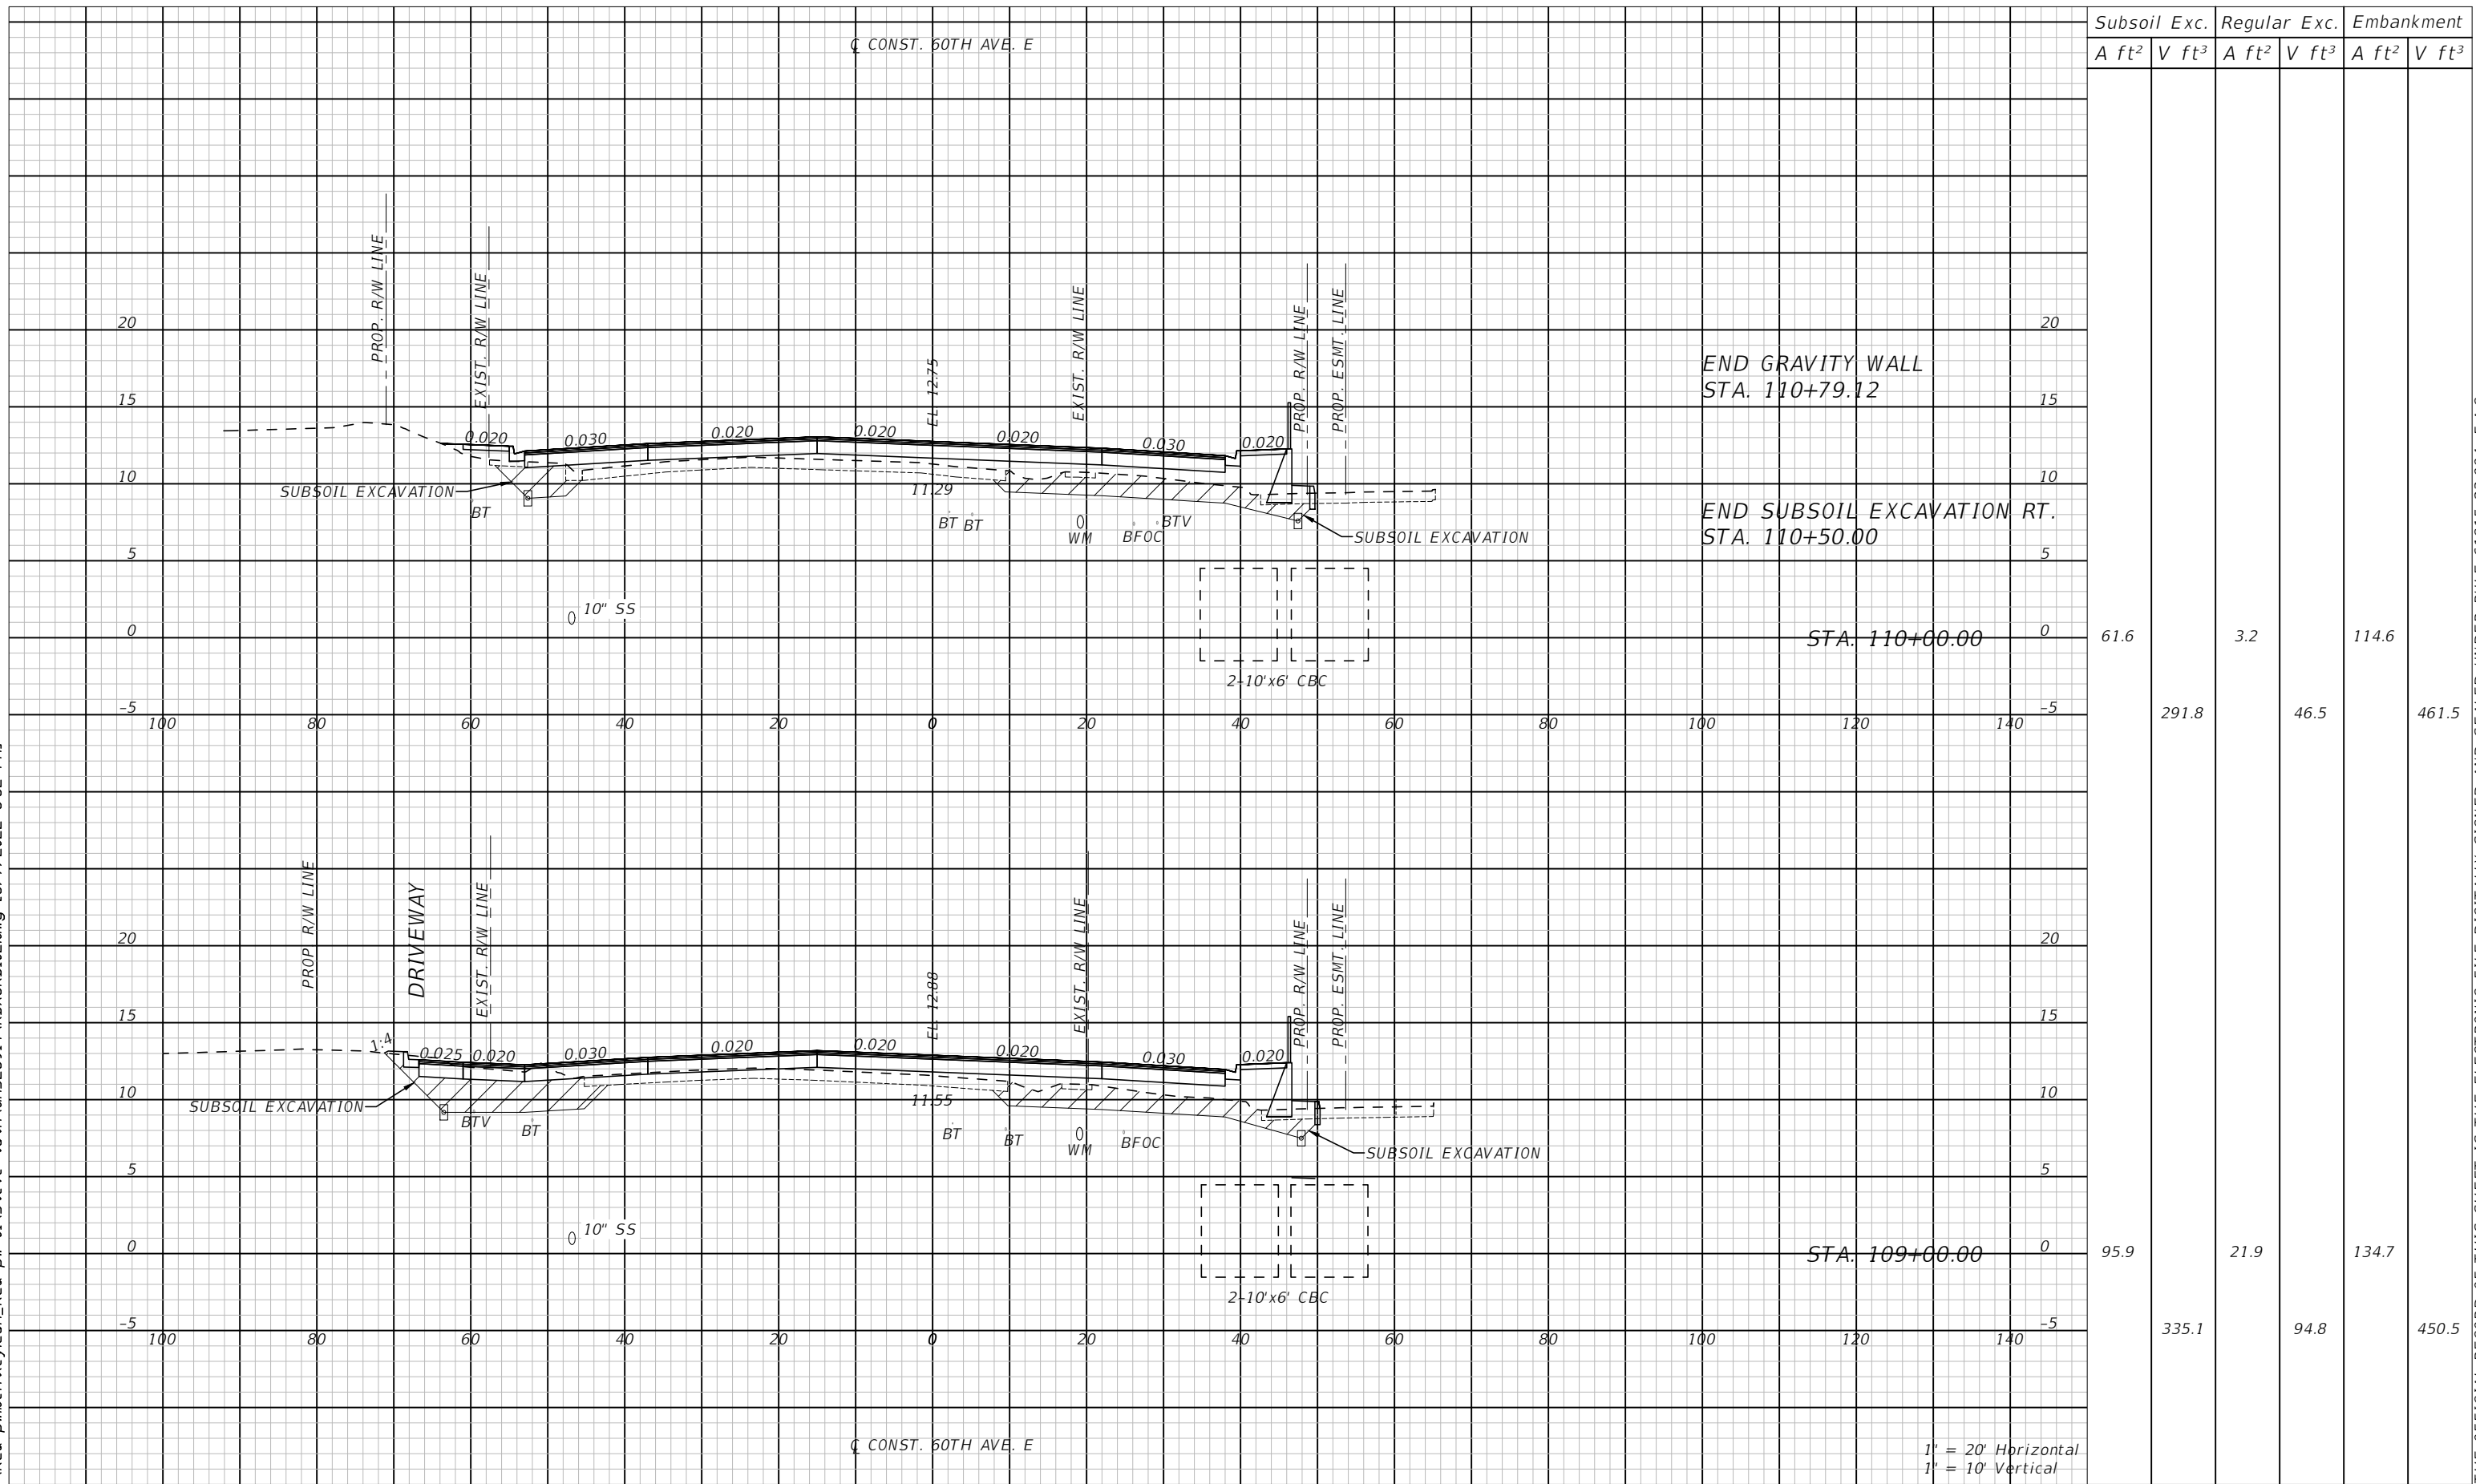 Subsoil Exc. Regular Exc. Embankment
A ft² V ft³ A ft² V ft³ A ft² V ft³
℄ CONST. 60TH AVE. E
PROP. R/W LINE
EXIST. R/W LINE
EL 12.75
EXIST. R/W LINE
PROP. R/W LINE
PROP. ESMT. LINE
20 20
END GRAVITY WALL
STA. 110+79.12
15 15
0.020 0.030 0.020 0.020 0.020 0.030 0.020
10 10
SUBSOIL EXCAVATION
11.29
BT
BT BT WM BFOC BTV
SUBSOIL EXCAVATION
END SUBSOIL EXCAVATION RT.
STA. 110+50.00
5 5
10" SS
0 STA. 110+00.00 0 61.6 3.2 114.6
2-10'x6' CBC
-5 -5
291.8 46.5 461.5
100 80 60 40 20 0 20 40 60 80 100 120 140
PROP R/W LINE
DRIVEWAY
EXIST. R/W LINE
EL 12.88
EXIST. R/W LINE
PROP. R/W LINE
PROP. ESMT. LINE
20 20
15 15
1:4 0.025 0.020 0.030 0.020 0.020 0.020 0.030 0.020
10 10
SUBSOIL EXCAVATION
11.55
BTV BT
BT BT WM BFOC
SUBSOIL EXCAVATION
5 5
10" SS
0 STA. 109+00.00 0 95.9 21.9 134.7
2-10'x6' CBC
-5 -5
335.1 94.8 450.5
100 80 60 40 20 0 20 40 60 80 100 120 140
℄ CONST. 60TH AVE. E
1" = 20' Horizontal
1" = 10' Vertical